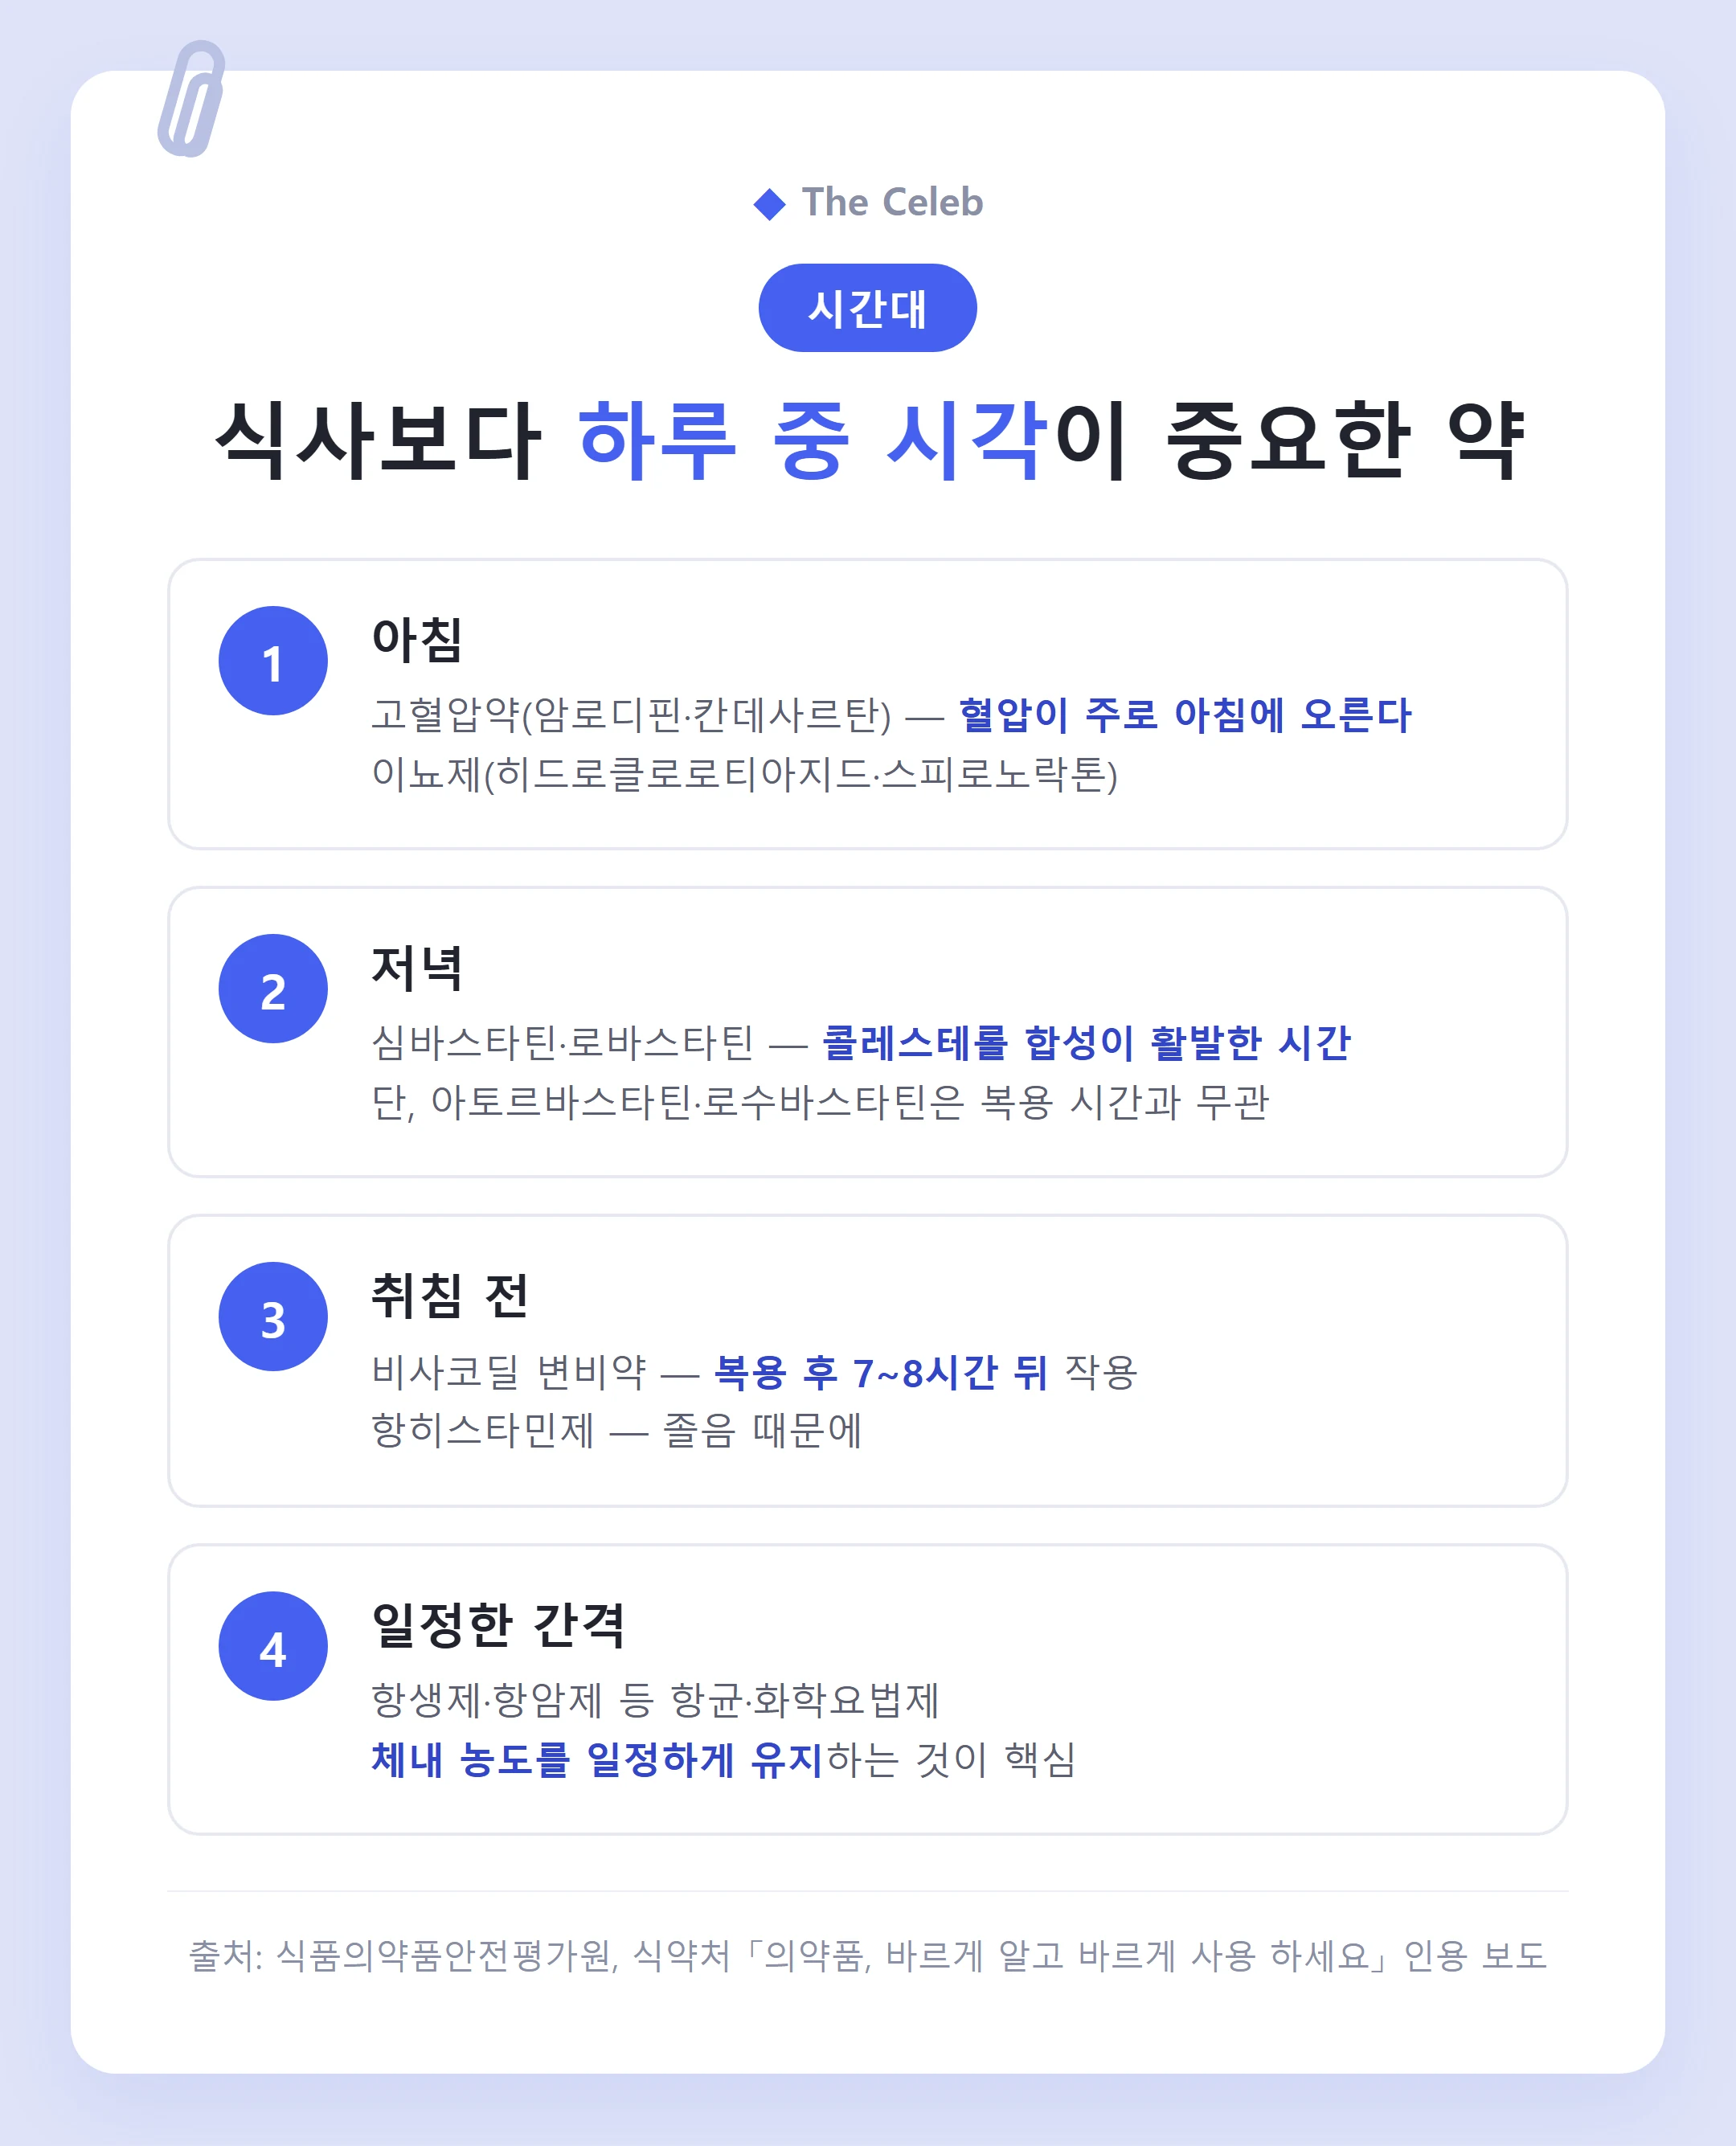 ◆ The Celeb
시간대
식사보다 하루 중 시각이 중요한 약
1
아침
고혈압약(암로디핀·칸데사르탄) — 혈압이 주로 아침에 오른다
이뇨제(히드로클로로티아지드·스피로노락톤)
2
저녁
심바스타틴·로바스타틴 — 콜레스테롤 합성이 활발한 시간
단, 아토르바스타틴·로수바스타틴은 복용 시간과 무관
3
취침 전
비사코딜 변비약 — 복용 후 7~8시간 뒤 작용
항히스타민제 — 졸음 때문에
4
일정한 간격
항생제·항암제 등 항균·화학요법제
체내 농도를 일정하게 유지하는 것이 핵심
출처: 식품의약품안전평가원, 식약처「의약품, 바르게 알고 바르게 사용 하세요」인용 보도